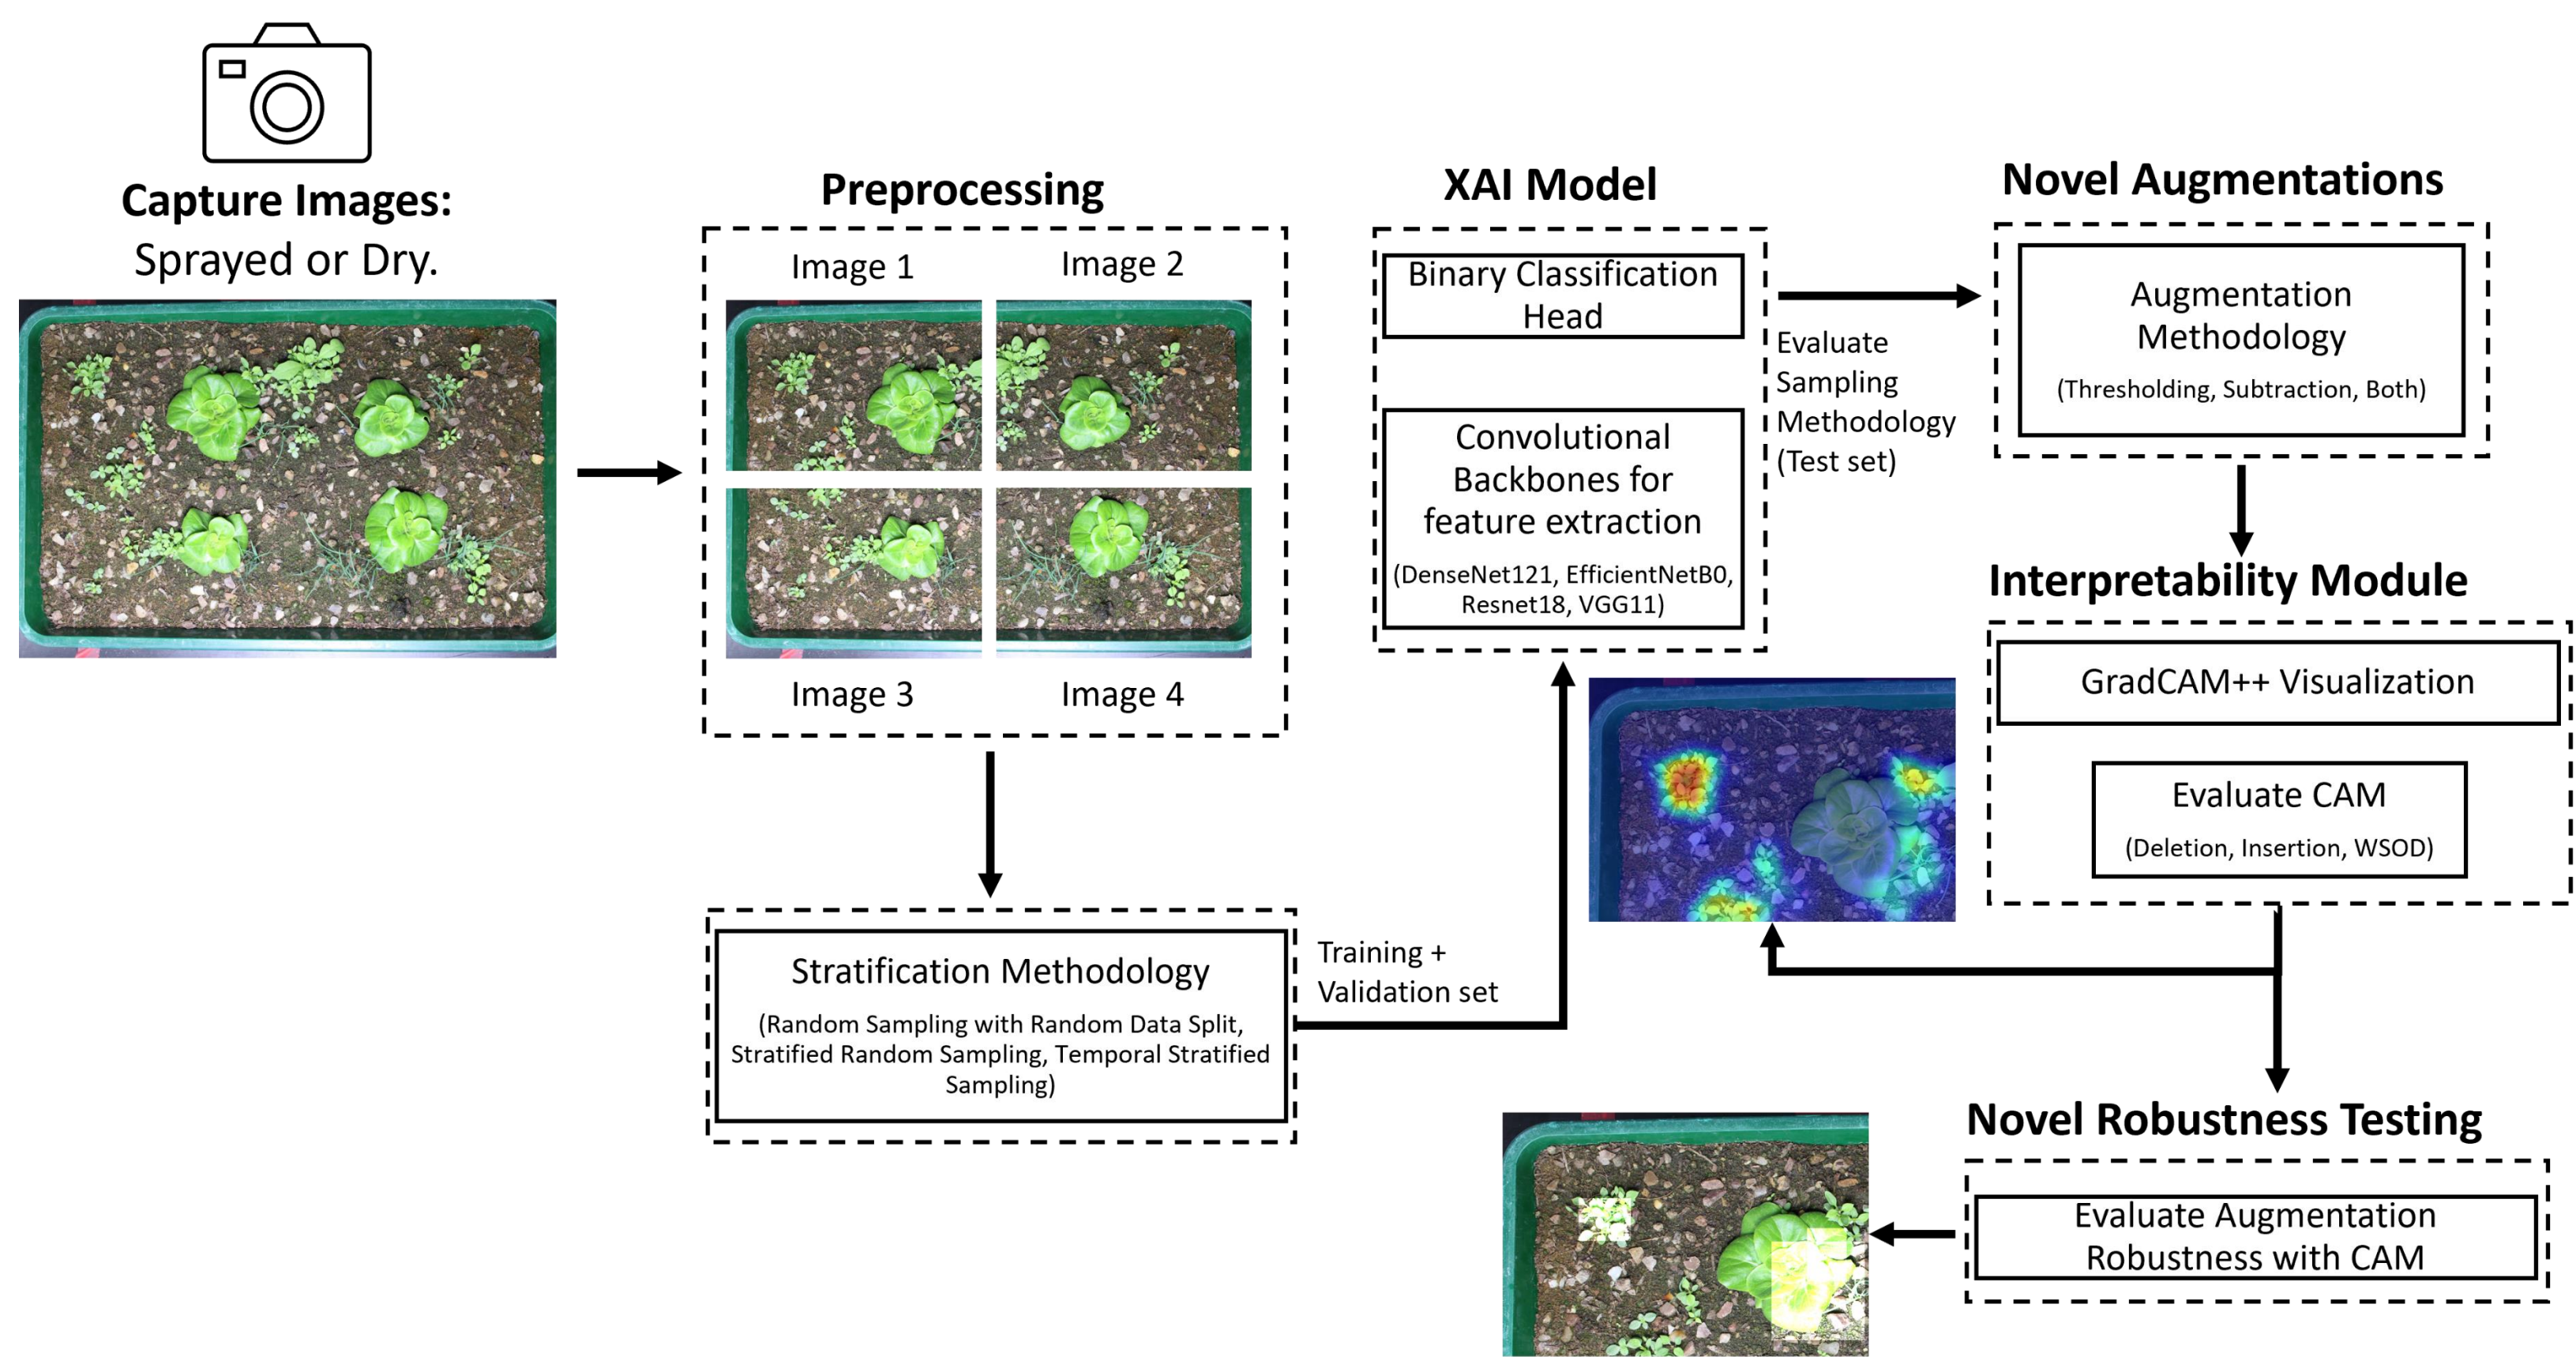 Capture Images:
Sprayed or Dry.
Preprocessing
Image 1
Image 2
Image 3
Image 4
Stratification Methodology
(Random Sampling with Random Data Split,
Stratified Random Sampling, Temporal Stratified
Sampling)
Training +
Validation set
XAI Model
Binary Classification
Head
Convolutional
Backbones for
feature extraction
(DenseNet121, EfficientNetB0,
Resnet18, VGG11)
Evaluate
Sampling
Methodology
(Test set)
Novel Augmentations
Augmentation
Methodology
(Thresholding, Subtraction, Both)
Interpretability Module
GradCAM++ Visualization
Evaluate CAM
(Deletion, Insertion, WSOD)
Novel Robustness Testing
Evaluate Augmentation
Robustness with CAM